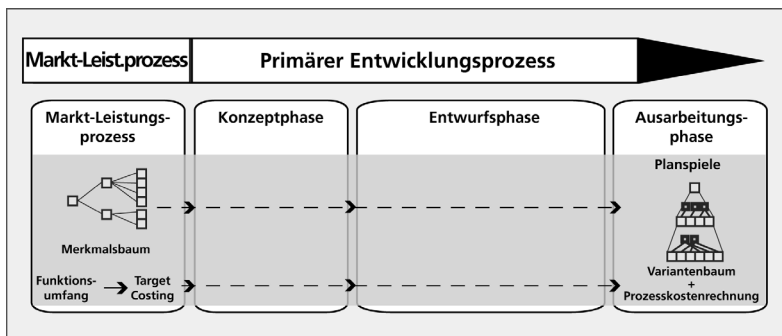 Markt-Leist.prozess
Primärer Entwicklungsprozess
Markt-Leistungs-
prozess
Konzeptphase
Entwurfsphase
Ausarbeitungs-
phase
Merkmalsbaum
Funktions-
umfang
Target
Costing
Planspiele
Variantenbaum
+
Prozesskostenrechnung